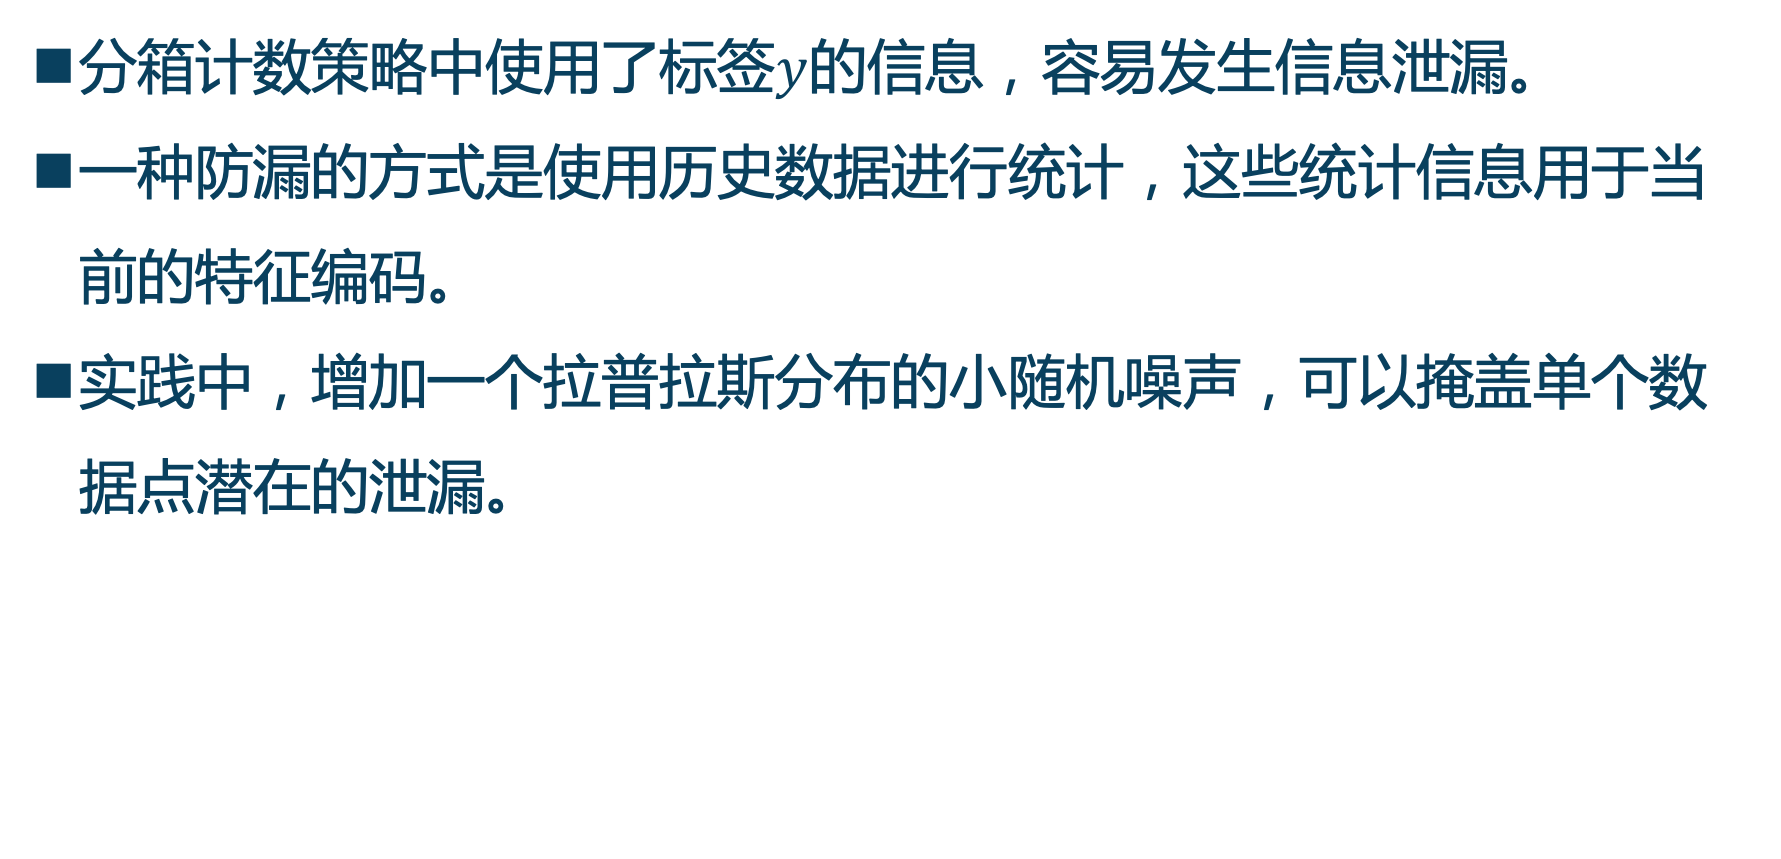 ■分箱计数策略中使用了标签y的信息，容易发生信息泄漏。
■一种防漏的方式是使用历史数据进行统计，这些统计信息用于当
前的特征编码。
■实践中，增加一个拉普拉斯分布的小随机噪声，可以掩盖单个数
据点潜在的泄漏。